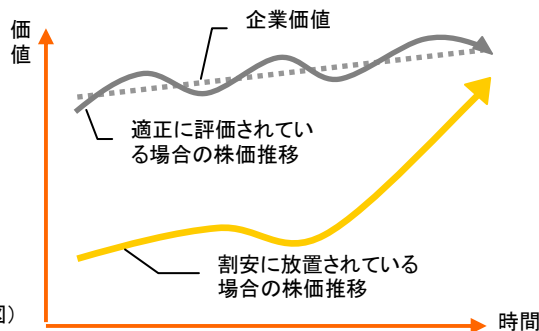 価
値
企業価値
適正に評価されてい
る場合の株価推移
割安に放置されている
場合の株価推移
図）
時間